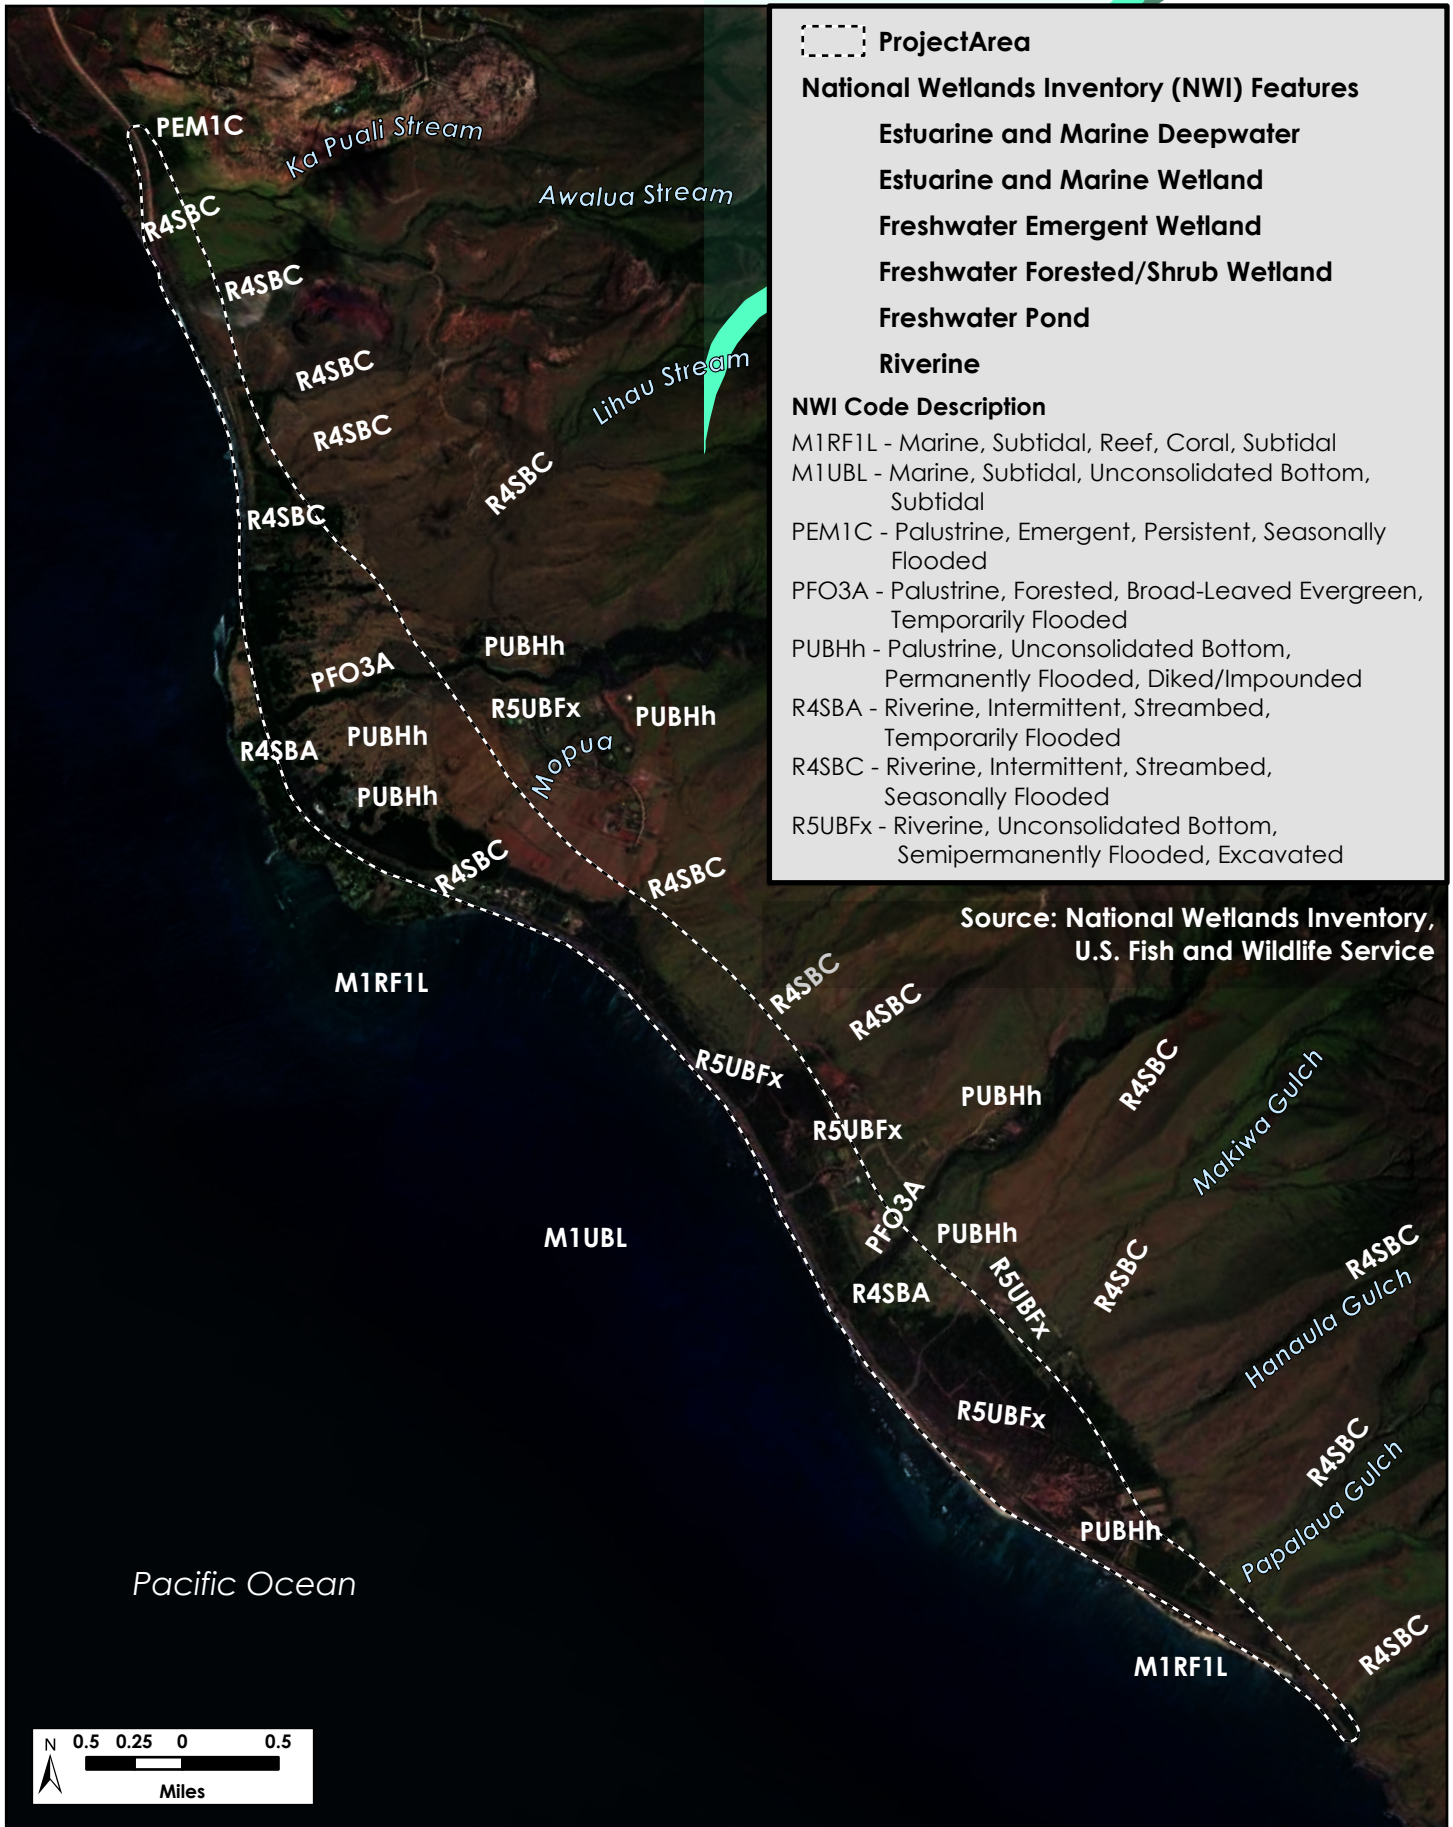 ProjectArea
National Wetlands Inventory (NWI) Features
Estuarine and Marine Deepwater
Estuarine and Marine Wetland
Freshwater Emergent Wetland
Freshwater Forested/Shrub Wetland
Freshwater Pond
Riverine
NWI Code Description
M1RF1L - Marine, Subtidal, Reef, Coral, Subtidal
M1UBL - Marine, Subtidal, Unconsolidated Bottom,
Subtidal
PEM1C - Palustrine, Emergent, Persistent, Seasonally
Flooded
PFO3A - Palustrine, Forested, Broad-Leaved Evergreen,
Temporarily Flooded
PUBHh - Palustrine, Unconsolidated Bottom,
Permanently Flooded, Diked/Impounded
R4SBA - Riverine, Intermittent, Streambed,
Temporarily Flooded
R4SBC - Riverine, Intermittent, Streambed,
Seasonally Flooded
R5UBFx - Riverine, Unconsolidated Bottom,
Semipermanently Flooded, Excavated
Source: National Wetlands Inventory,
U.S. Fish and Wildlife Service
PEM1C
Ka Puali Stream
Awalua Stream
R4SBC
R4SBC
R4SBC
Lihau Stream
R4SBC
R4SBC
R4SBC
PUBHh
PFO3A
R5UBFx
PUBHh
PUBHh
R4SBA
Mopua
PUBHh
R4SBC
R4SBC
M1RF1L
R4SBC
R4SBC
R5UBFx
R4SBC
PUBHh
Makiwa Gulch
R5UBFx
PFO3A
PUBHh
M1UBL
R4SBC
R4SBC
R4SBA
R5UBFx
Hanaula Gulch
R5UBFx
R4SBC
Papalaua Gulch
PUBHh
Pacific Ocean
R4SBC
M1RF1L
N
0.5 0.25 0 0.5
Miles